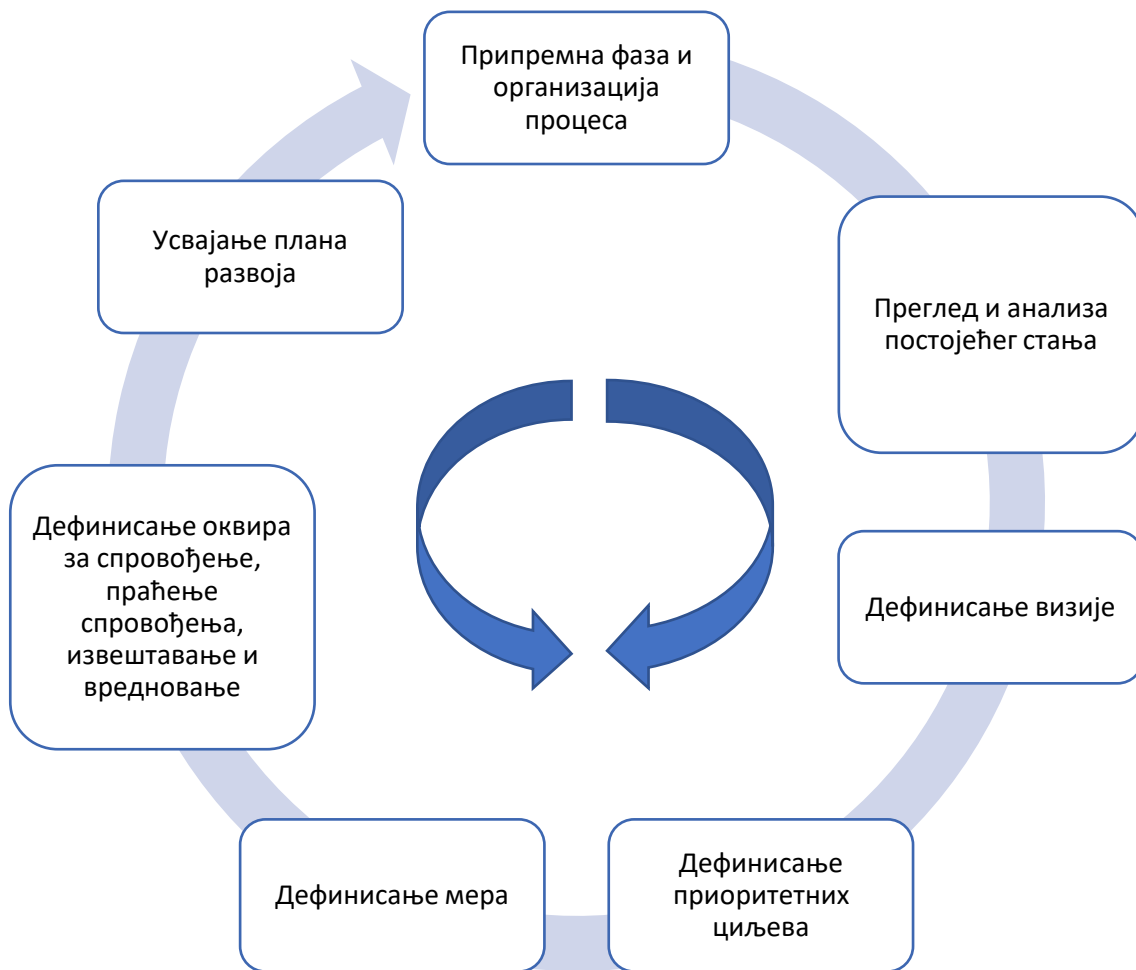 Припремна фаза и
организација
процеса
Преглед и анализа
постојећег стања
Дефинисање визије
Дефинисање
приоритетних
циљева
Дефинисање мера
Дефинисање оквира
за спровођење,
праћење
спровођења,
извештавање и
вредновање
Усвајање плана
развоја